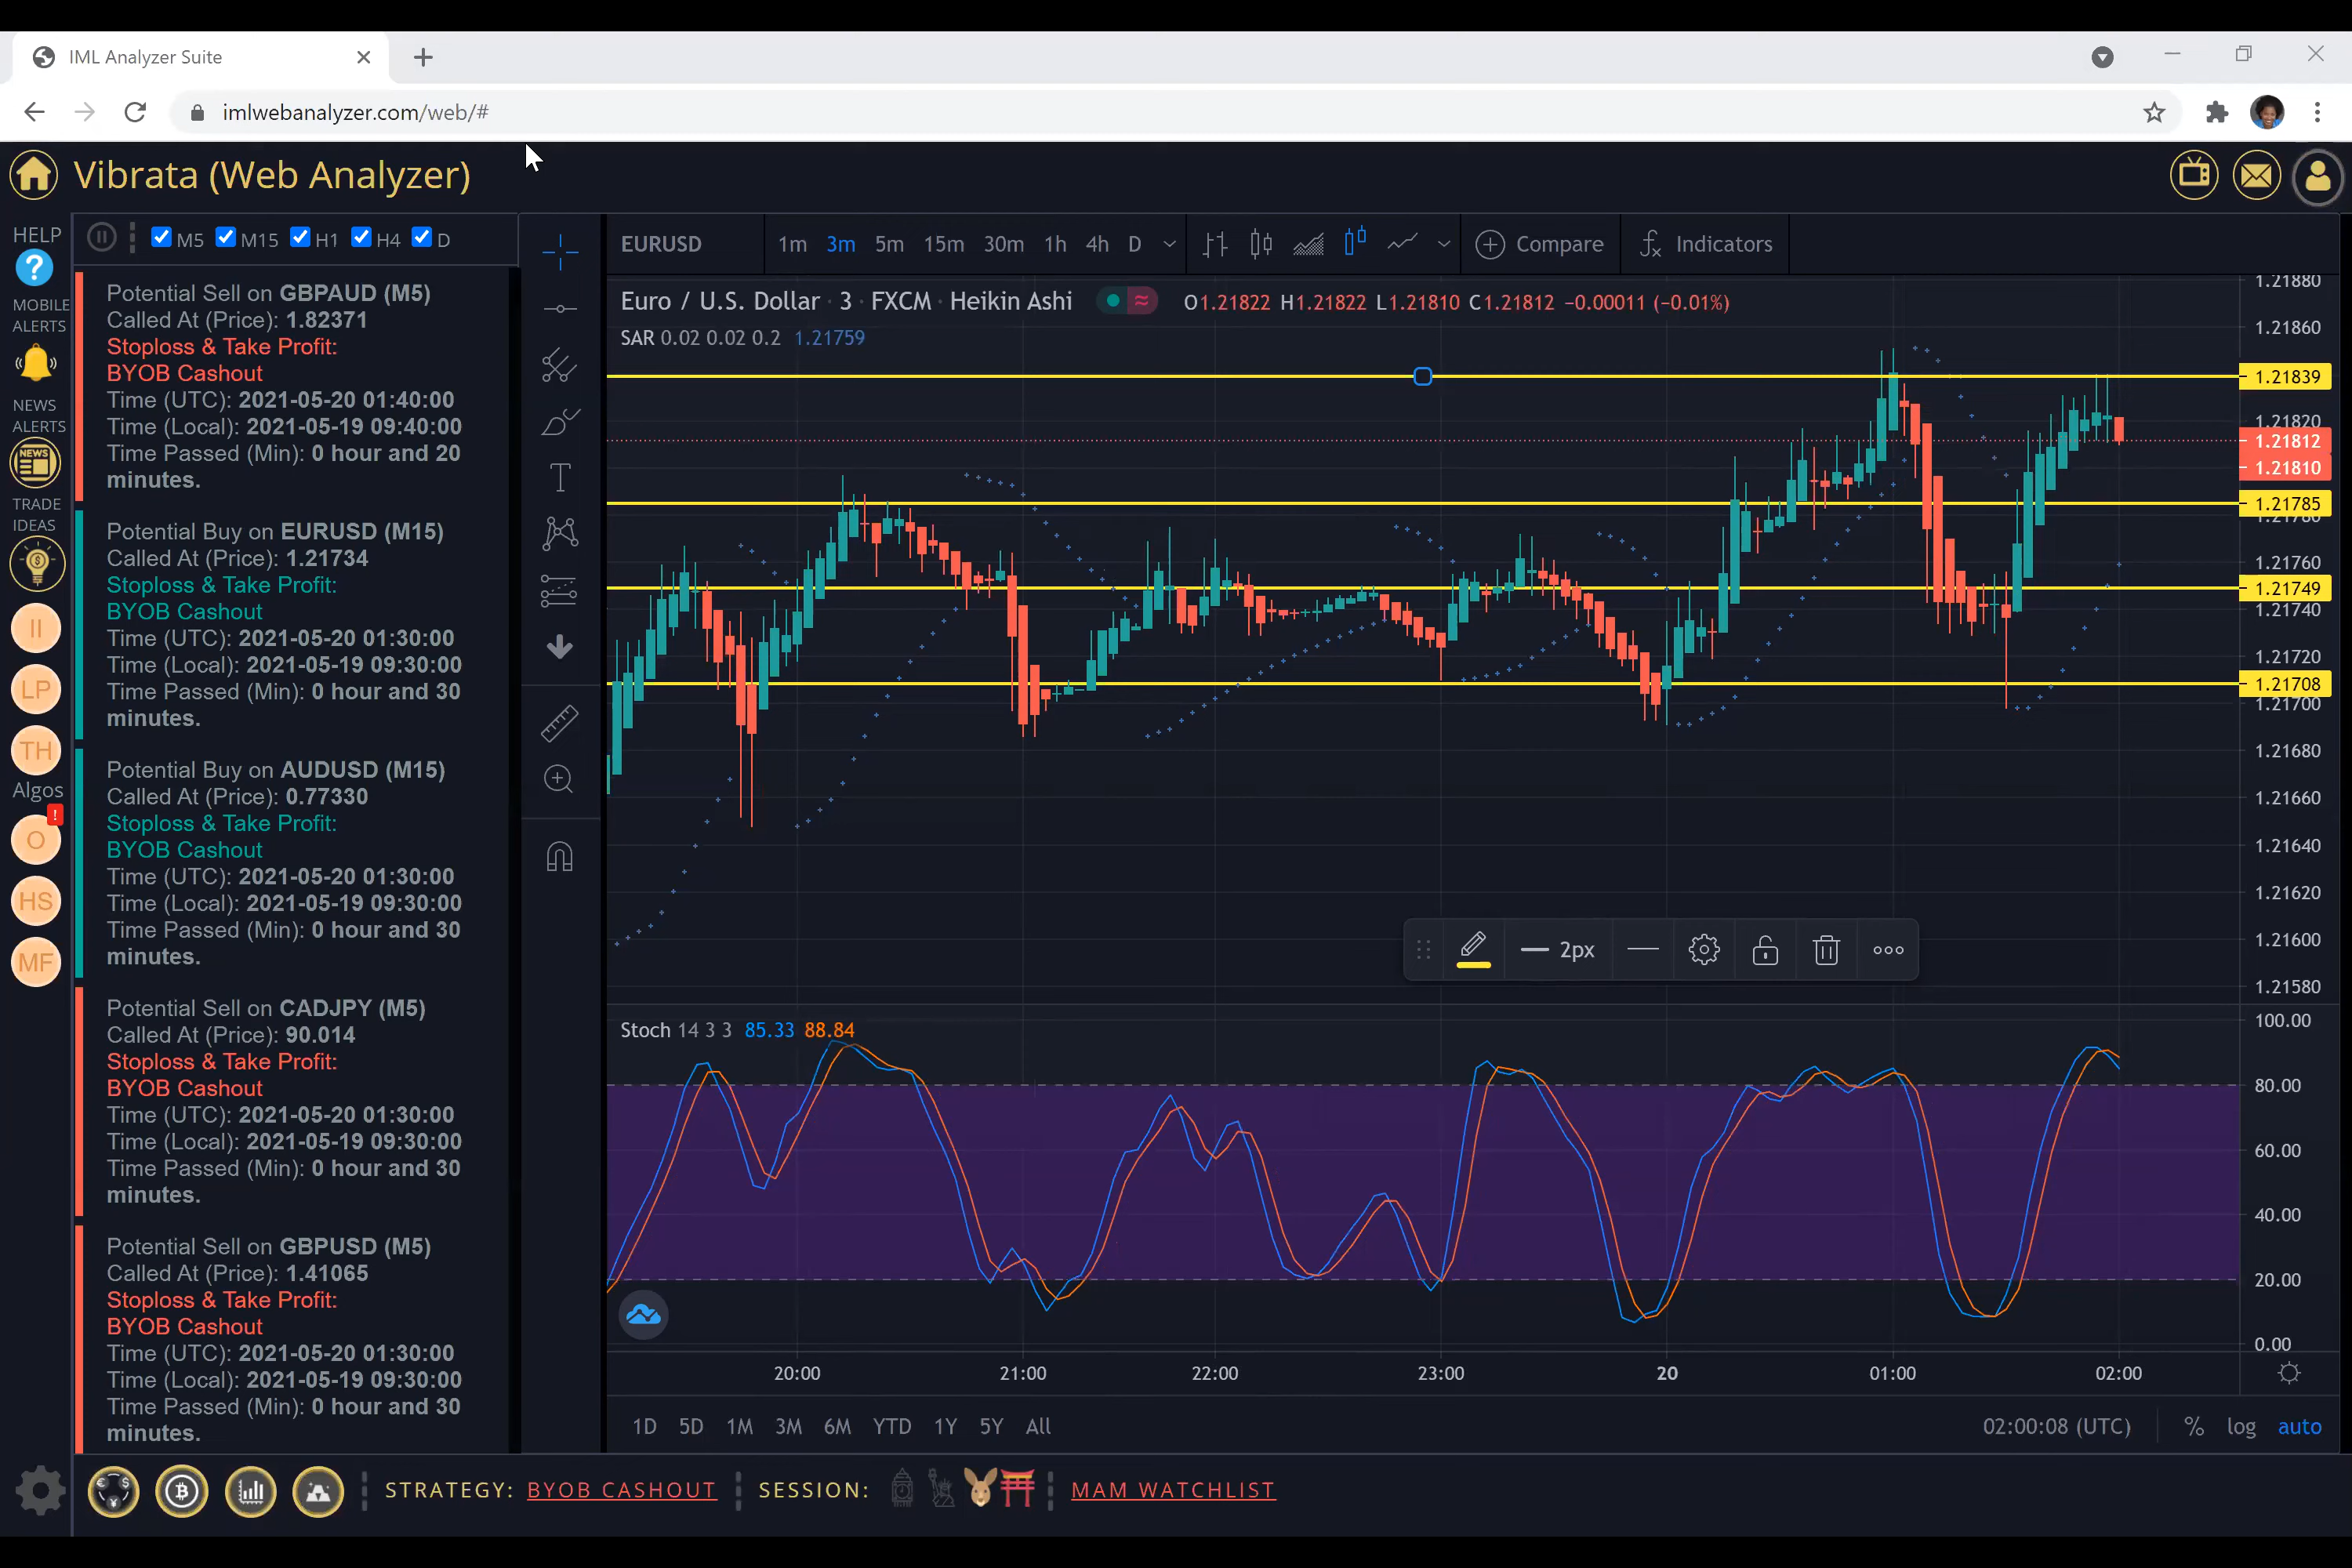 IML Analyzer Suite
imlwebanalyzer.com/web/#
Vibrata (Web Analyzer)
HELP
?
MOBILE
ALERTS
NEWS
ALERTS
NEWS
TRADE
IDEAS
II
LP
TH
Algos
!
O
HS
MF
M5 M15 H1 H4 D
Potential Sell on GBPAUD (M5)
Called At (Price): 1.82371
Stoploss & Take Profit:
BYOB Cashout
Time (UTC): 2021-05-20 01:40:00
Time (Local): 2021-05-19 09:40:00
Time Passed (Min): 0 hour and 20
minutes.
Potential Buy on EURUSD (M15)
Called At (Price): 1.21734
Stoploss & Take Profit:
BYOB Cashout
Time (UTC): 2021-05-20 01:30:00
Time (Local): 2021-05-19 09:30:00
Time Passed (Min): 0 hour and 30
minutes.
Potential Buy on AUDUSD (M15)
Called At (Price): 0.77330
Stoploss & Take Profit:
BYOB Cashout
Time (UTC): 2021-05-20 01:30:00
Time (Local): 2021-05-19 09:30:00
Time Passed (Min): 0 hour and 30
minutes.
Potential Sell on CADJPY (M5)
Called At (Price): 90.014
Stoploss & Take Profit:
BYOB Cashout
Time (UTC): 2021-05-20 01:30:00
Time (Local): 2021-05-19 09:30:00
Time Passed (Min): 0 hour and 30
minutes.
Potential Sell on GBPUSD (M5)
Called At (Price): 1.41065
Stoploss & Take Profit:
BYOB Cashout
Time (UTC): 2021-05-20 01:30:00
Time (Local): 2021-05-19 09:30:00
Time Passed (Min): 0 hour and 30
minutes.
EURUSD 1m 3m 5m 15m 30m 1h 4h D Compare Indicators
Euro / U.S. Dollar · 3 · FXCM · Heikin Ashi O1.21822 H1.21822 L1.21810 C1.21812 -0.00011 (-0.01%)
SAR 0.02 0.02 0.2 1.21759
1.21880
1.21860
1.21839
1.21820
1.21812
1.21810
1.21785
1.21780
1.21760
1.21749
1.21740
1.21720
1.21708
1.21700
1.21680
1.21660
1.21640
1.21620
1.21600
1.21580
2px
Stoch 14 3 3 85.33 88.84
100.00
80.00
60.00
40.00
20.00
0.00
20:00 21:00 22:00 23:00 20 01:00 02:00
1D 5D 1M 3M 6M YTD 1Y 5Y All 02:00:08 (UTC) % log auto
STRATEGY: BYOB CASHOUT SESSION: MAM WATCHLIST